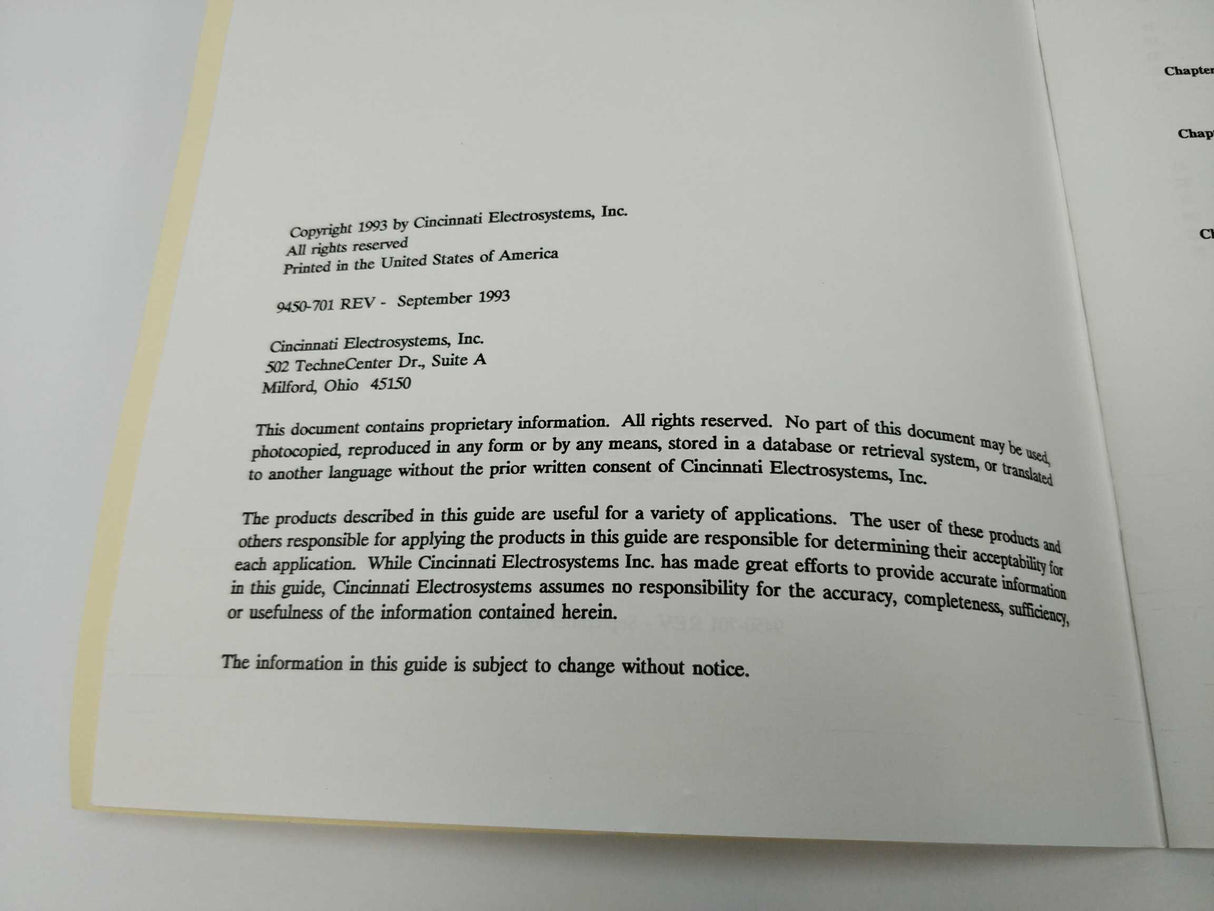 Copyright 1993 by Cincinnati Electrosystems, Inc.
All rights reserved
Printed in the United States of America
9450-701 REV - September 1993
Cincinnati Electrosystems, Inc.
502 TechneCenter Dr., Suite A
Milford, Ohio 45150
This document contains proprietary information. All rights reserved. No part of this document may be used,
photocopied, reproduced in any form or by any means, stored in a database or retrieval system, or translated
to another language without the prior written consent of Cincinnati Electrosystems, Inc.
The products described in this guide are useful for a variety of applications. The user of these products and
others responsible for applying the products in this guide are responsible for determining their acceptability for
each application. While Cincinnati Electrosystems Inc. has made great efforts to provide accurate information
in this guide, Cincinnati Electrosystems assumes no responsibility for the accuracy, completeness, sufficiency,
or usefulness of the information contained herein.
The information in this guide is subject to change without notice.
Chapter